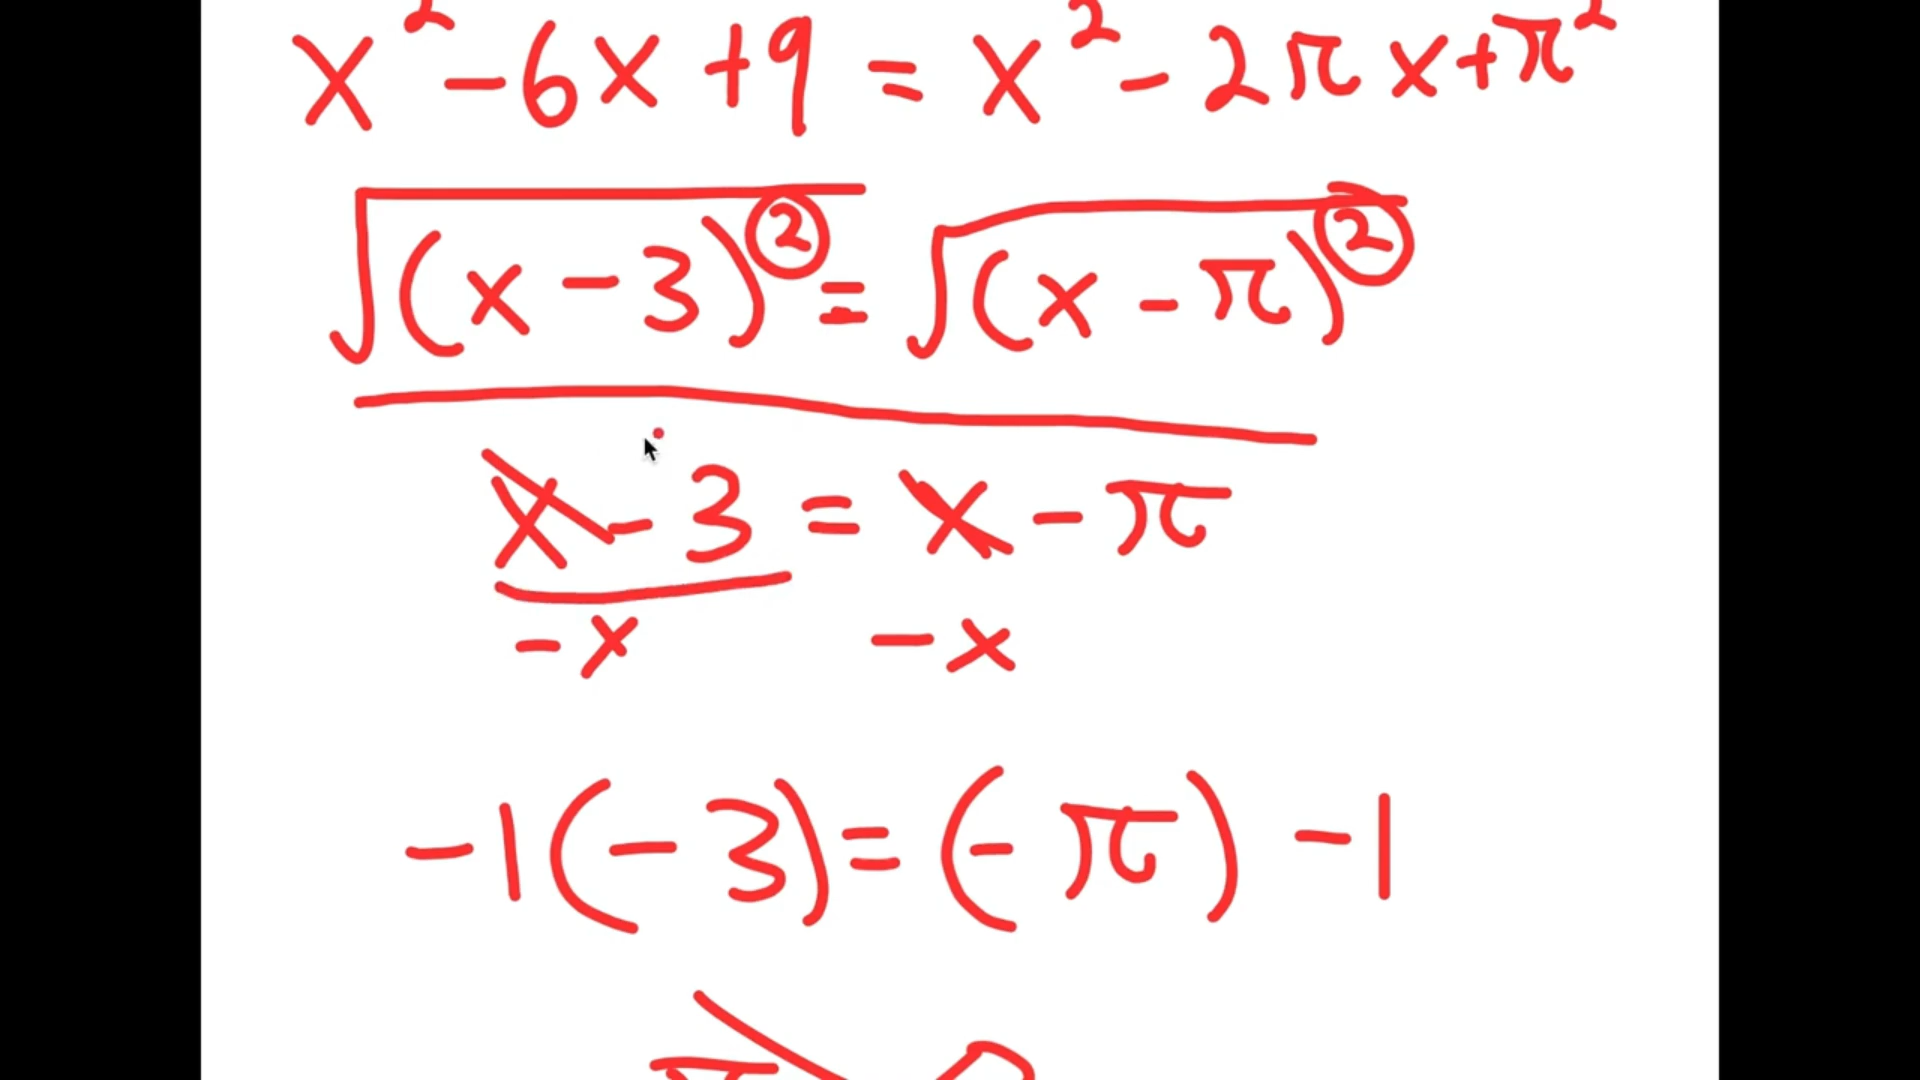 x² - 6x + 9 = x² - 2πx + π²
√(x - 3)² = √(x - π)²
x - 3 = x - π
- x - x
-1(-3) = (-π) -1